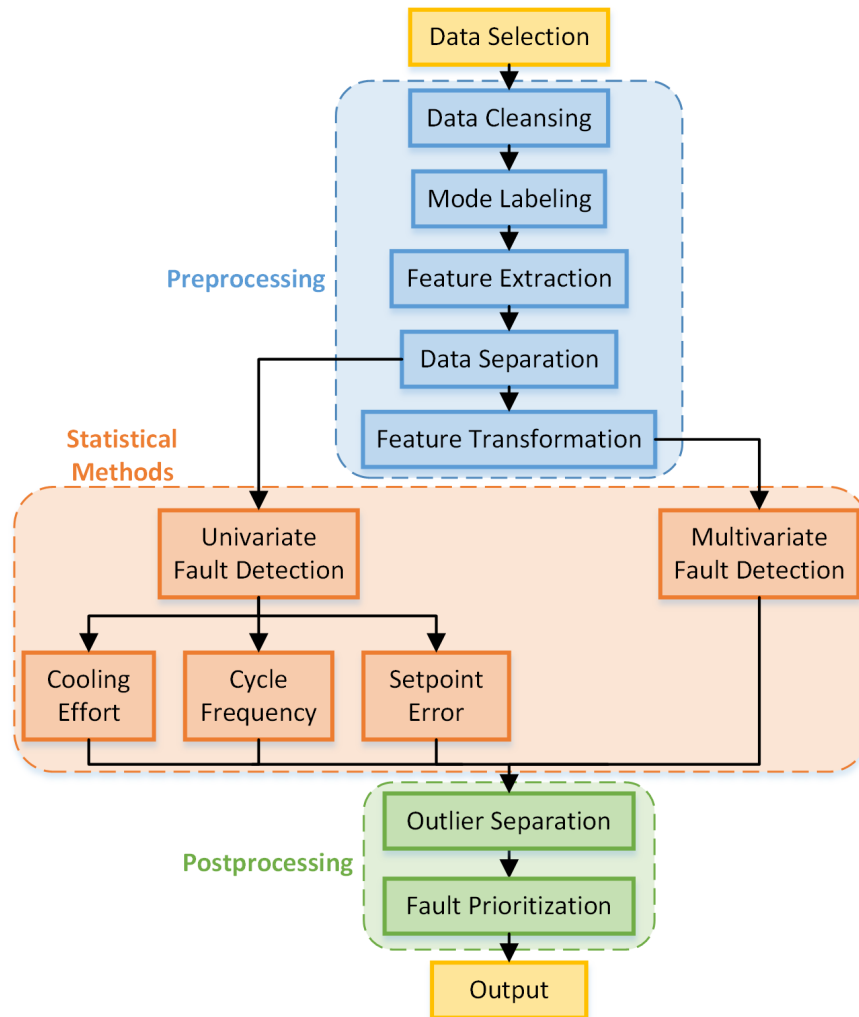 Data Selection
Data Cleansing
Mode Labeling
Preprocessing
Feature Extraction
Data Separation
Feature Transformation
Statistical
Methods
Univariate
Fault Detection
Multivariate
Fault Detection
Cooling
Effort
Cycle
Frequency
Setpoint
Error
Outlier Separation
Postprocessing
Fault Prioritization
Output